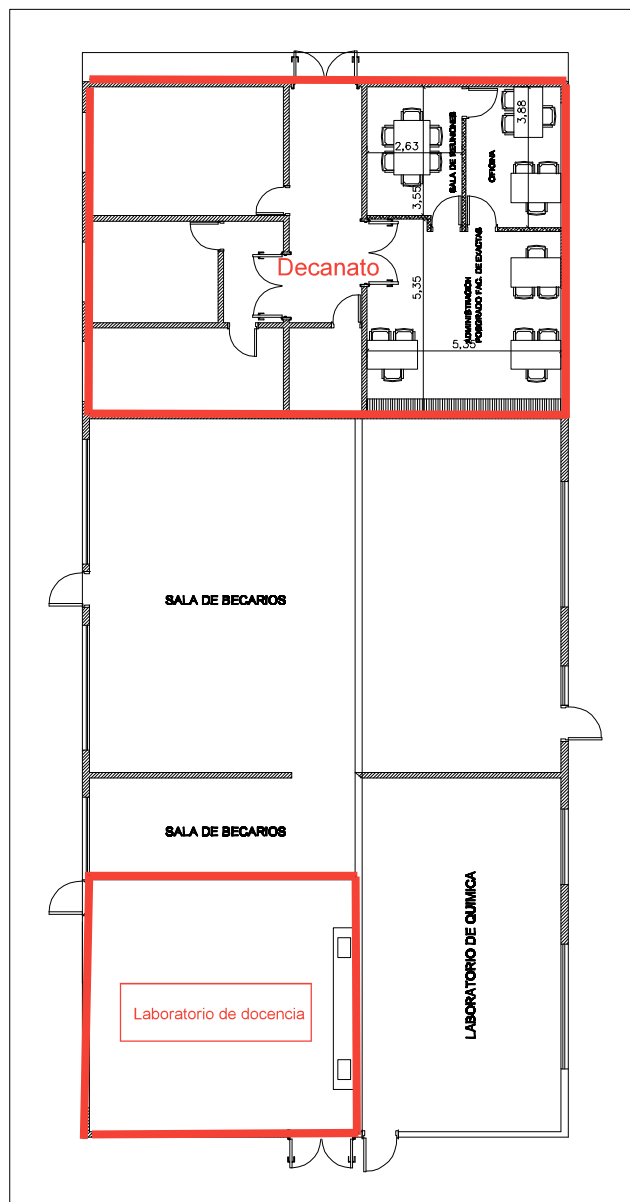 2,63
3,55
SALA DE REUNIONES
OFICINA
3,88
Decanato
5,35
ADMINISTRACION
POSGRADO FAC. DE EXACTAS
5,35
SALA DE BECARIOS
SALA DE BECARIOS
LABORATORIO DE QUIMICA
Laboratorio de docencia